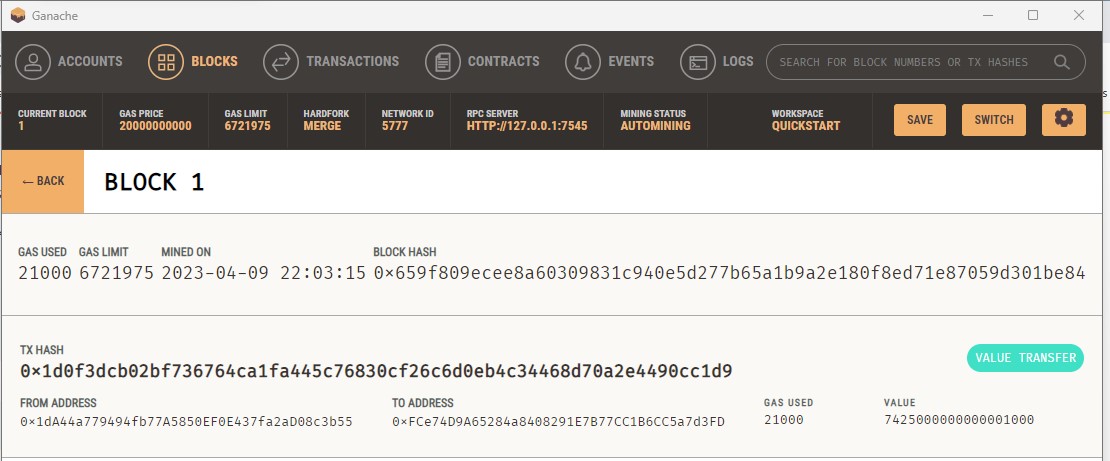 Ganache
ACCOUNTS BLOCKS TRANSACTIONS CONTRACTS EVENTS LOGS SEARCH FOR BLOCK NUMBERS OR TX HASHES
CURRENT BLOCK GAS PRICE GAS LIMIT HARDFORK NETWORK ID RPC SERVER MINING STATUS WORKSPACE
1 20000000000 6721975 MERGE 5777 HTTP://127.0.0.1:7545 AUTOMINING QUICKSTART SAVE SWITCH
← BACK BLOCK 1
GAS USED GAS LIMIT MINED ON BLOCK HASH
21000 6721975 2023-04-09 22:03:15 0×659f809ecee8a60309831c940e5d277b65a1b9a2e180f8ed71e87059d301be84
TX HASH
0×1d0f3dcb02bf736764ca1fa445c76830cf26c6d0eb4c34468d70a2e4490cc1d9 VALUE TRANSFER
FROM ADDRESS TO ADDRESS GAS USED VALUE
0×1dA44a779494fb77A5850EF0E437fa2aD08c3b55 0×FCe74D9A65284a8408291E7B77CC1B6CC5a7d3FD 21000 7425000000000001000